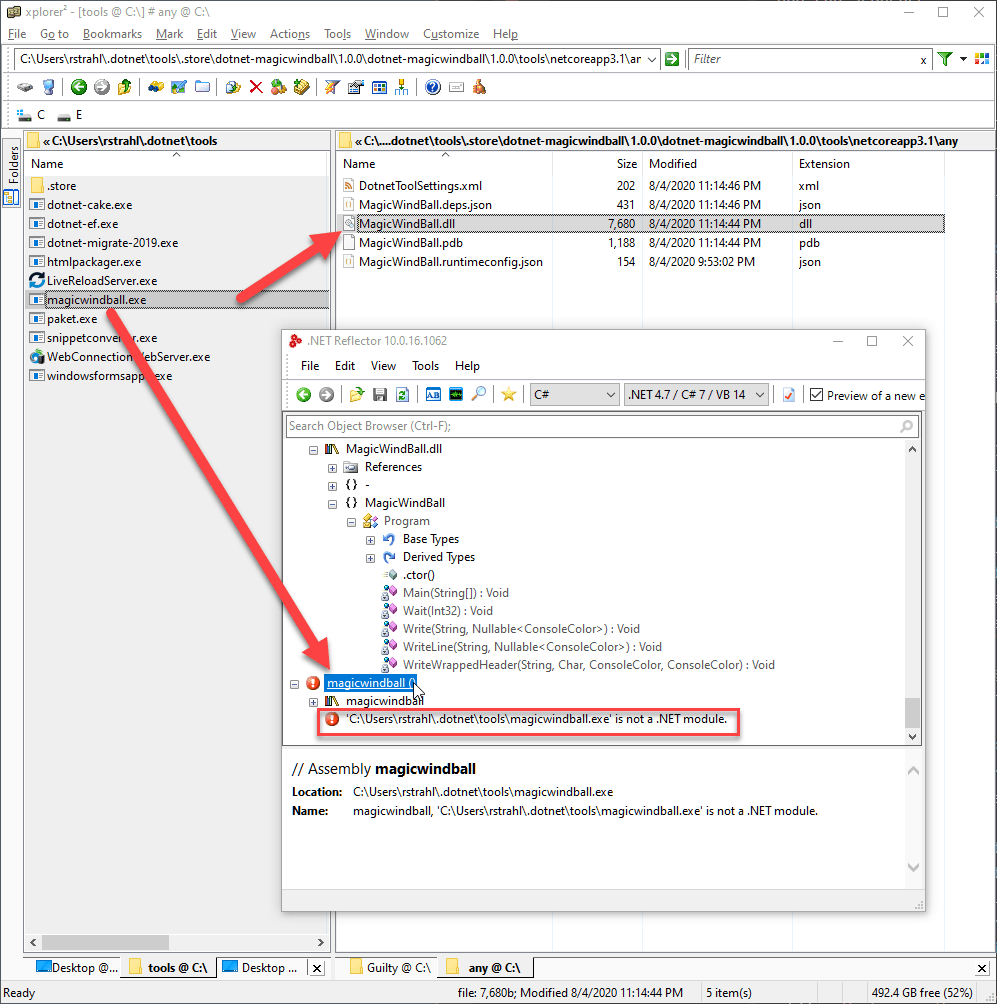 xplorer² - [tools @ C:\] # any @ C:\
File Go to Bookmarks Mark Edit View Actions Tools Window Customize Help
C:\Users\rstrahl\.dotnet\tools\.store\dotnet-magicwindball\1.0.0\dotnet-magicwindball\1.0.0\tools\netcoreapp3.1\ar
Filter x
C E
Folders
«C:\Users\rstrahl\.dotnet\tools
Name
.store
dotnet-cake.exe
dotnet-ef.exe
dotnet-migrate-2019.exe
htmlpackager.exe
LiveReloadServer.exe
magicwindball.exe
paket.exe
snippetconverter.exe
WebConnectionWebServer.exe
windowsformsapp .exe
«C:\....dotnet\tools\.store\dotnet-magicwindball\1.0.0\dotnet-magicwindball\1.0.0\tools\netcoreapp3.1\any
Name Size Modified Extension
DotnetToolSettings.xml 202 8/4/2020 11:14:46 PM xml
MagicWindBall.deps.json 431 8/4/2020 11:14:46 PM json
MagicWindBall.dll 7,680 8/4/2020 11:14:44 PM dll
MagicWindBall.pdb 1,188 8/4/2020 11:14:44 PM pdb
MagicWindBall.runtimeconfig.json 154 8/4/2020 9:53:02 PM json
.NET Reflector 10.0.16.1062
File Edit View Tools Help
C# .NET 4.7 / C# 7 / VB 14 Preview of a new e
Search Object Browser (Ctrl-F);
MagicWindBall.dll
References
{} -
{} MagicWindBall
Program
Base Types
Derived Types
.ctor()
Main(String[]) : Void
Wait(Int32) : Void
Write(String, Nullable<ConsoleColor>) : Void
WriteLine(String, Nullable<ConsoleColor>) : Void
WriteWrappedHeader(String, Char, ConsoleColor, ConsoleColor) : Void
magicwindball ()
magicwindball
'C:\Users\rstrahl\.dotnet\tools\magicwindball.exe' is not a .NET module.
// Assembly magicwindball
Location: C:\Users\rstrahl\.dotnet\tools\magicwindball.exe
Name: magicwindball, 'C:\Users\rstrahl\.dotnet\tools\magicwindball.exe' is not a .NET module.
Desktop @... tools @ C:\ Desktop ... Guilty @ C:\ any @ C:\
Ready file: 7,680b; Modified 8/4/2020 11:14:44 PM 5 item(s) 492.4 GB free (52%)